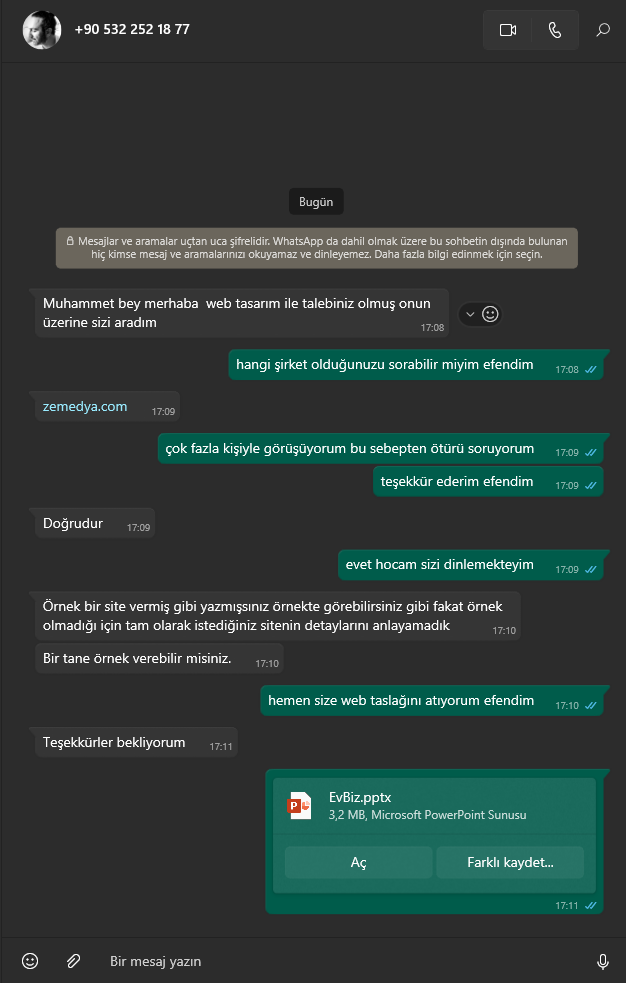 +90 532 252 18 77
Bugün
Mesajlar ve aramalar uçtan uca şifrelidir. WhatsApp da dahil olmak üzere bu sohbetin dışında bulunan
hiç kimse mesaj ve aramalarınızı okuyamaz ve dinleyemez. Daha fazla bilgi edinmek için seçin.
Muhammet bey merhaba  web tasarım ile talebiniz olmuş onun
üzerine sizi aradım
17:08
hangi şirket olduğunuzu sorabilir miyim efendim 17:08
zemedya.com 17:09
çok fazla kişiyle görüşüyorum bu sebepten ötürü soruyorum 17:09
teşekkür ederim efendim 17:09
Doğrudur 17:09
evet hocam sizi dinlemekteyim 17:09
Örnek bir site vermiş gibi yazmışsınız örnekte görebilirsiniz gibi fakat örnek
olmadığı için tam olarak istediğiniz sitenin detaylarını anlayamadık 17:10
Bir tane örnek verebilir misiniz. 17:10
hemen size web taslağını atıyorum efendim 17:10
Teşekkürler bekliyorum 17:11
EvBiz.pptx
3,2 MB, Microsoft PowerPoint Sunusu
Aç Farklı kaydet...
17:11
Bir mesaj yazın